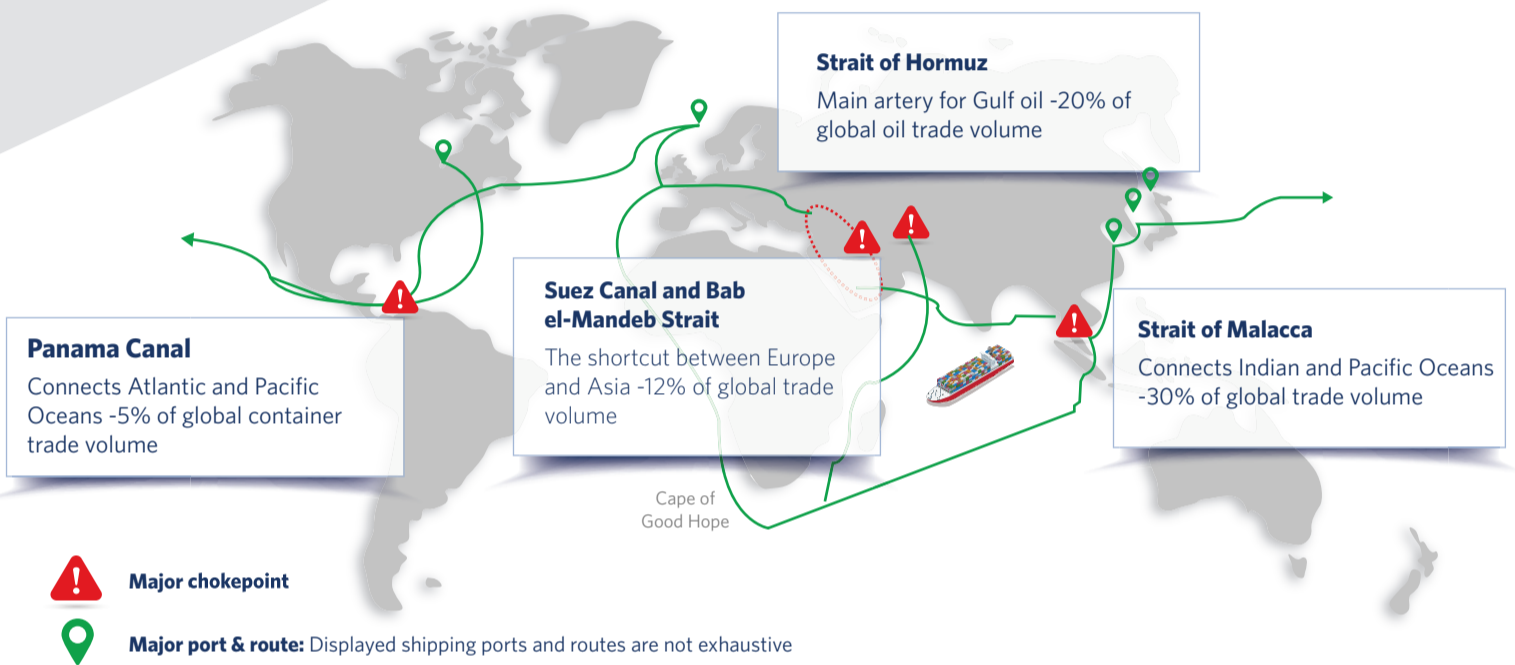 Strait of Hormuz
Main artery for Gulf oil -20% of
global oil trade volume
Suez Canal and Bab
el-Mandeb Strait
The shortcut between Europe
and Asia -12% of global trade
volume
Panama Canal
Connects Atlantic and Pacific
Oceans -5% of global container
trade volume
Strait of Malacca
Connects Indian and Pacific Oceans
-30% of global trade volume
Cape of
Good Hope
Major chokepoint
Major port & route: Displayed shipping ports and routes are not exhaustive